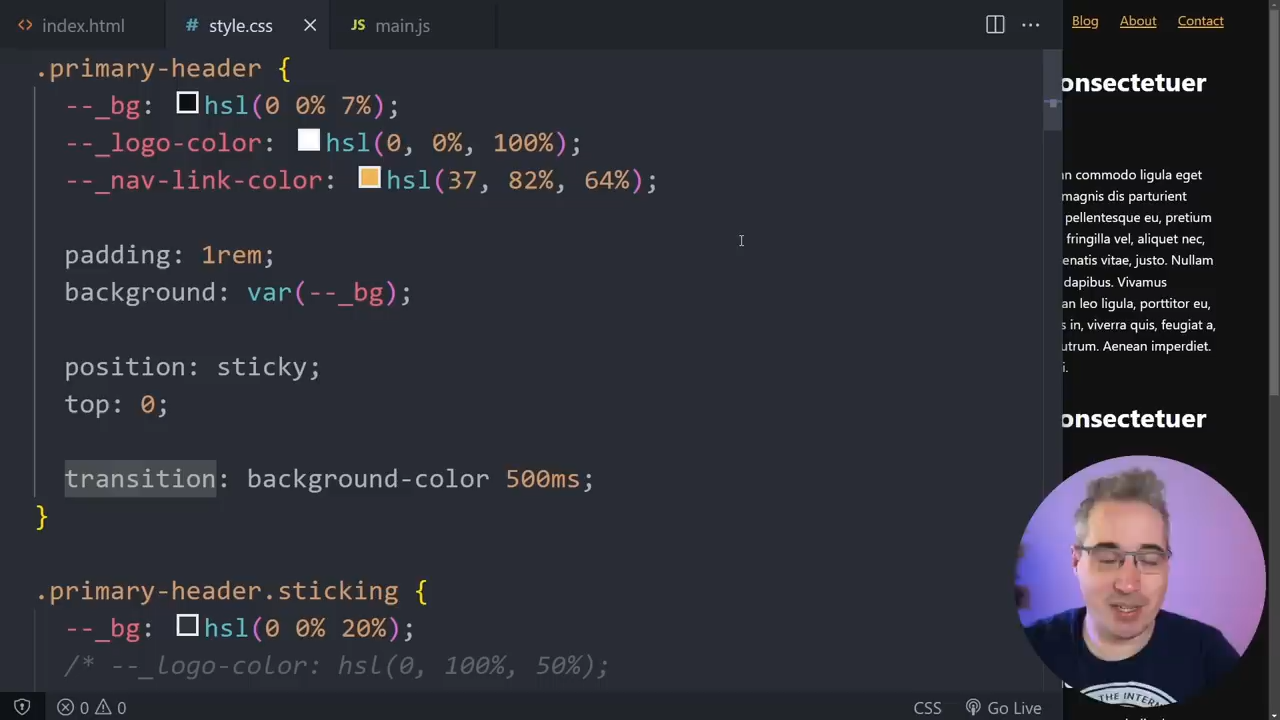 index.html
style.css
JS main.js
.primary-header {
--_bg: hsl(0 0% 7%);
--_logo-color: hsl(0, 0%, 100%);
--_nav-link-color: hsl(37, 82%, 64%);
padding: 1rem;
background: var(--_bg);
position: sticky;
top: 0;
transition: background-color 500ms;
}
.primary-header.sticking {
--_bg: hsl(0 0% 20%);
/* --_logo-color: hsl(0, 100%, 50%);
0 0
CSS
Go Live
Blog About Contact
onsectetuer
commodo ligula eget
magnis dis parturient
pellentesque eu, pretium
fringilla vel, aliquet nec,
enatis vitae, justo. Nullam
dapibus. Vivamus
an leo ligula, porttitor eu,
s in, viverra quis, feugiat a,
utrum. Aenean imperdiet.
i.
onsectetuer
THE INTERN